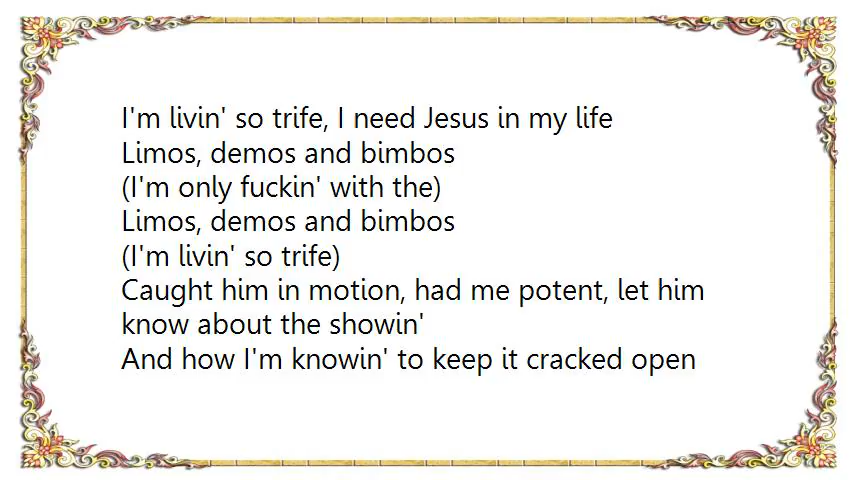 I'm livin' so trife, I need Jesus in my life
Limos, demos and bimbos
(I'm only fuckin' with the)
Limos, demos and bimbos
(I'm livin' so trife)
Caught him in motion, had me potent, let him
know about the showin'
And how I'm knowin' to keep it cracked open